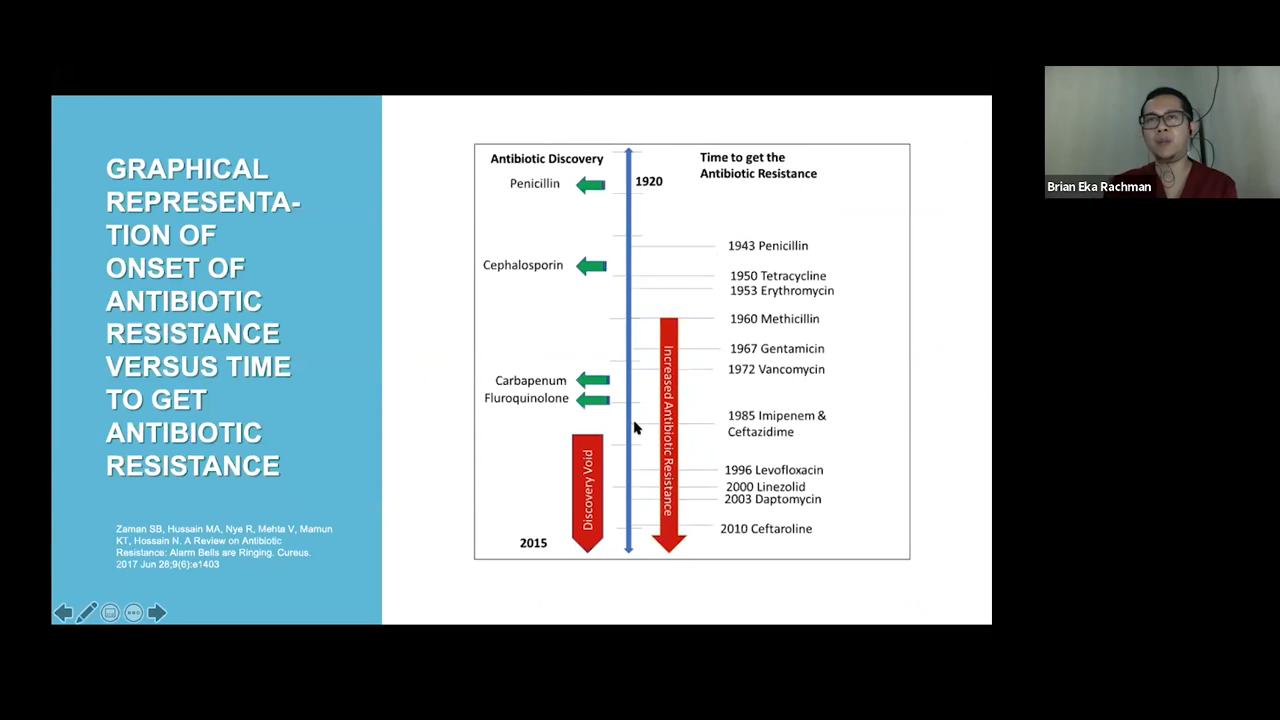 GRAPHICAL
REPRESENTA-
TION OF
ONSET OF
ANTIBIOTIC
RESISTANCE
VERSUS TIME
TO GET
ANTIBIOTIC
RESISTANCE
Zaman SB, Hussain MA, Nye R, Mehta V, Mamun
KT, Hossain N. A Review on Antibiotic
Resistance: Alarm Bells are Ringing. Cureus.
2017 Jun 28;9(6):e1403
Antibiotic Discovery
Penicillin
Cephalosporin
Carbapenum
Fluroquinolone
Discovery Void
2015
1920
Increased Antibiotic Resistance
Time to get the
Antibiotic Resistance
1943 Penicillin
1950 Tetracycline
1953 Erythromycin
1960 Methicillin
1967 Gentamicin
1972 Vancomycin
1985 Imipenem &
Ceftazidime
1996 Levofloxacin
2000 Linezolid
2003 Daptomycin
2010 Ceftaroline
Brian Eka Rachman